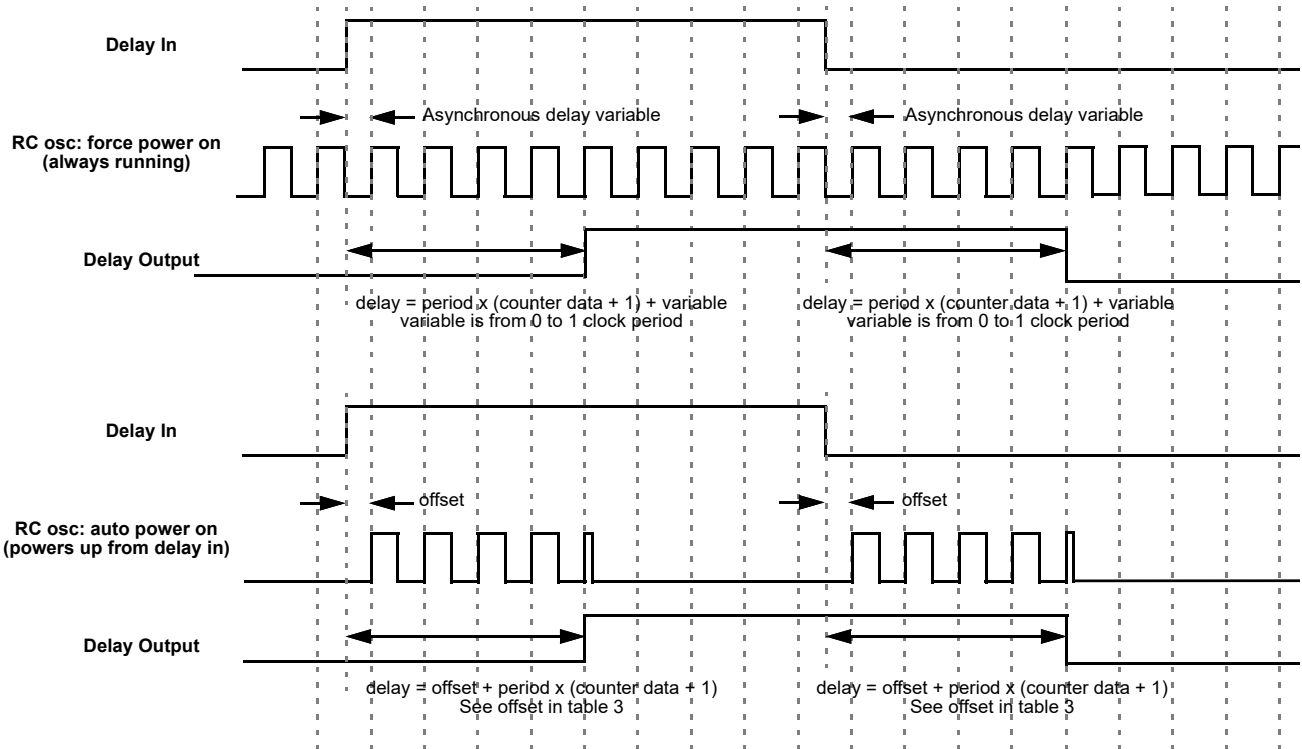 Delay In
Asynchronous delay variable
Asynchronous delay variable
RC osc: force power on
(always running)
Delay Output
delay = period x (counter data + 1) + variable
variable is from 0 to 1 clock period
delay = period x (counter data + 1) + variable
variable is from 0 to 1 clock period
Delay In
offset
offset
RC osc: auto power on
(powers up from delay in)
Delay Output
delay = offset + period x (counter data + 1)
See offset in table 3
delay = offset + period x (counter data + 1)
See offset in table 3